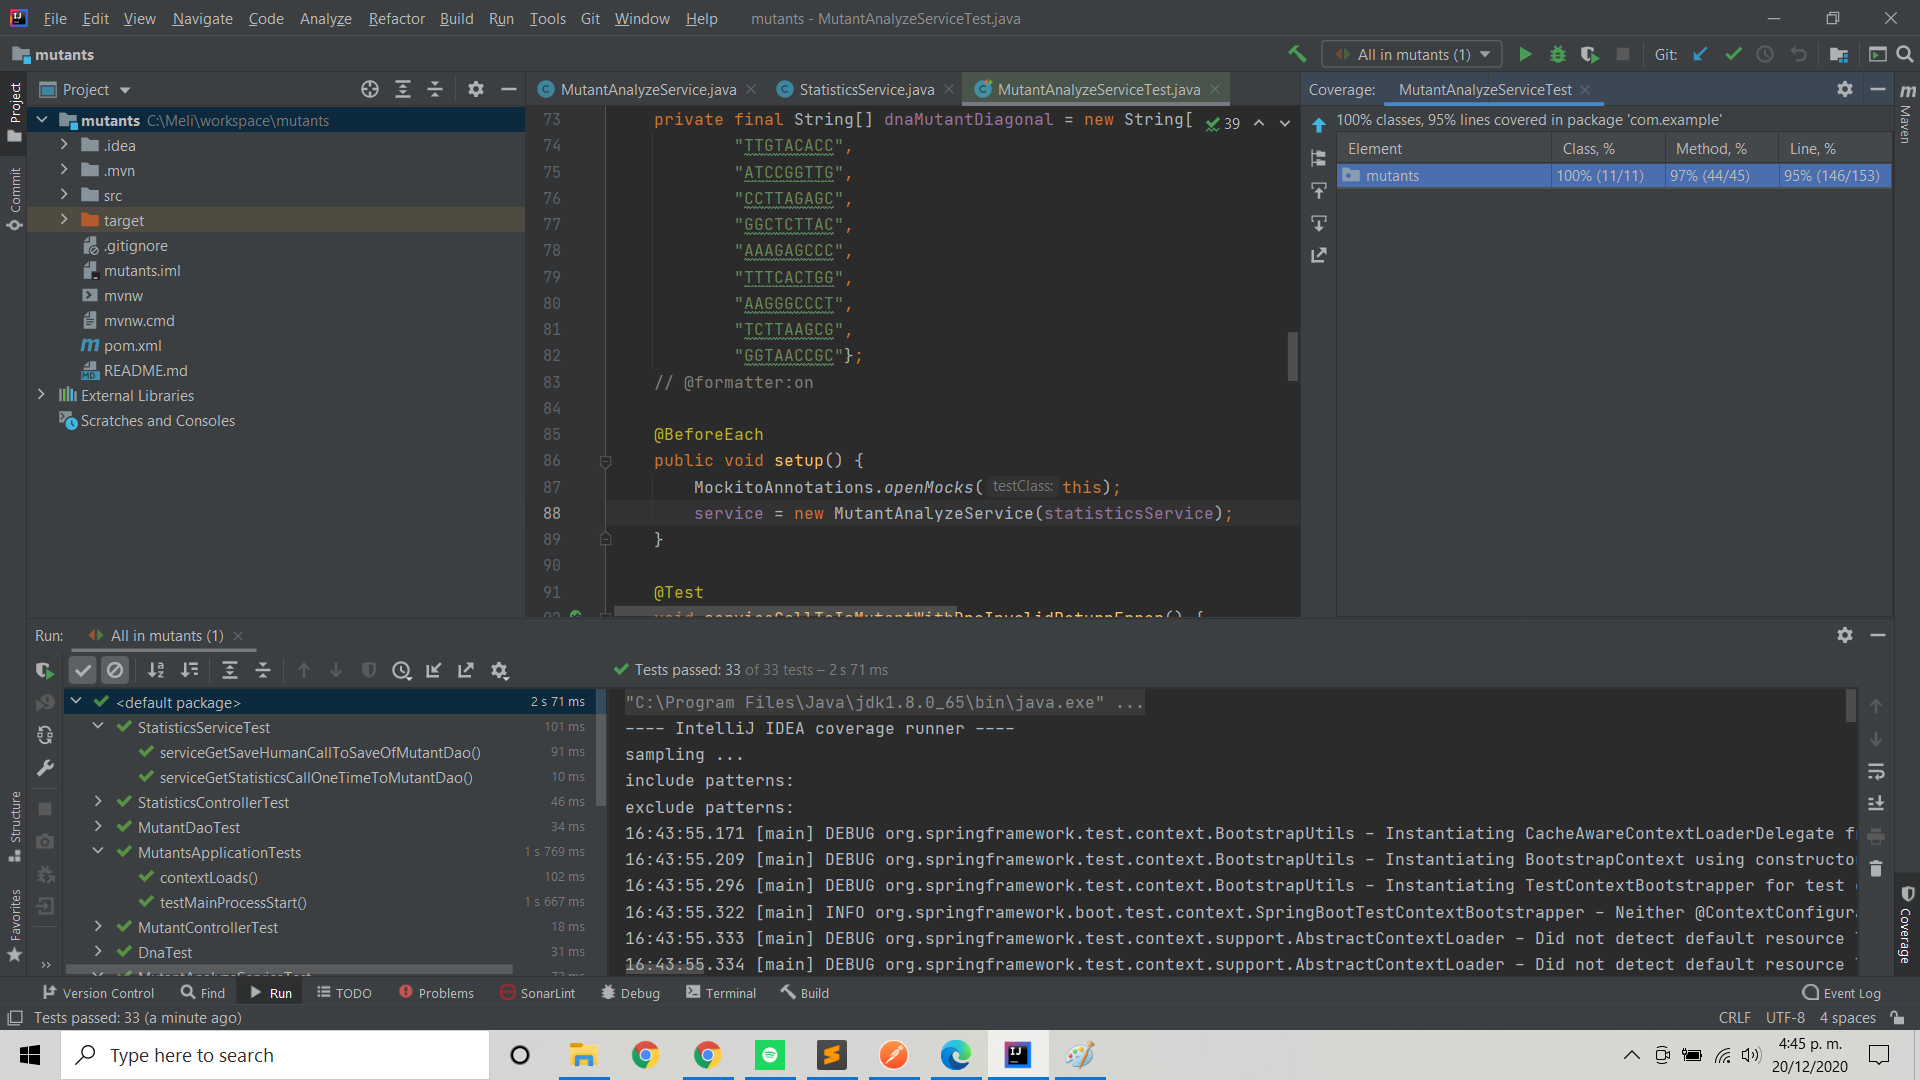 File Edit View Navigate Code Analyze Refactor Build Run Tools Git Window Help mutants - MutantAnalyzeServiceTest.java
mutants
All in mutants (1)
Git:
Project
MutantAnalyzeService.java
StatisticsService.java
MutantAnalyzeServiceTest.java
Coverage: MutantAnalyzeServiceTest
Project
Commit
Structure
Favorites
Maven
Coverage
mutants C:\Meli\workspace\mutants
.idea
.mvn
src
target
.gitignore
mutants.iml
mvnw
mvnw.cmd
pom.xml
README.md
External Libraries
Scratches and Consoles
39
73 private final String[] dnaMutantDiagonal = new String[
74 "TTGTACACC",
75 "ATCCGGTTG",
76 "CCTTAGAGC",
77 "GGCTCTTAC",
78 "AAAGAGCCC",
79 "TTTCACTGG",
80 "AAGGGCCCT",
81 "TCTTAAGCG",
82 "GGTAACCGC"};
83 // @formatter:on
84
85 @BeforeEach
86 public void setup() {
87 MockitoAnnotations.openMocks( testClass: this);
88 service = new MutantAnalyzeService(statisticsService);
89 }
90
91 @Test
100% classes, 95% lines covered in package 'com.example'
Element Class, % Method, % Line, %
mutants 100% (11/11) 97% (44/45) 95% (146/153)
Run: All in mutants (1)
Tests passed: 33 of 33 tests – 2 s 71 ms
<default package> 2 s 71 ms
StatisticsServiceTest 101 ms
serviceGetSaveHumanCallToSaveOfMutantDao() 91 ms
serviceGetStatisticsCallOneTimeToMutantDao() 10 ms
StatisticsControllerTest 46 ms
MutantDaoTest 34 ms
MutantsApplicationTests 1 s 769 ms
contextLoads() 102 ms
testMainProcessStart() 1 s 667 ms
MutantControllerTest 18 ms
DnaTest 31 ms
"C:\Program Files\Java\jdk1.8.0_65\bin\java.exe" ...
---- IntelliJ IDEA coverage runner ----
sampling ...
include patterns:
exclude patterns:
16:43:55.171 [main] DEBUG org.springframework.test.context.BootstrapUtils - Instantiating CacheAwareContextLoaderDelegate f
16:43:55.209 [main] DEBUG org.springframework.test.context.BootstrapUtils - Instantiating BootstrapContext using constructo
16:43:55.296 [main] DEBUG org.springframework.test.context.BootstrapUtils - Instantiating TestContextBootstrapper for test
16:43:55.322 [main] INFO org.springframework.boot.test.context.SpringBootTestContextBootstrapper - Neither @ContextConfigur
16:43:55.333 [main] DEBUG org.springframework.test.context.support.AbstractContextLoader - Did not detect default resource
16:43:55.334 [main] DEBUG org.springframework.test.context.support.AbstractContextLoader - Did not detect default resource
Version Control Find Run TODO Problems SonarLint Debug Terminal Build Event Log
Tests passed: 33 (a minute ago) CRLF UTF-8 4 spaces
Type here to search
4:45 p. m.
20/12/2020